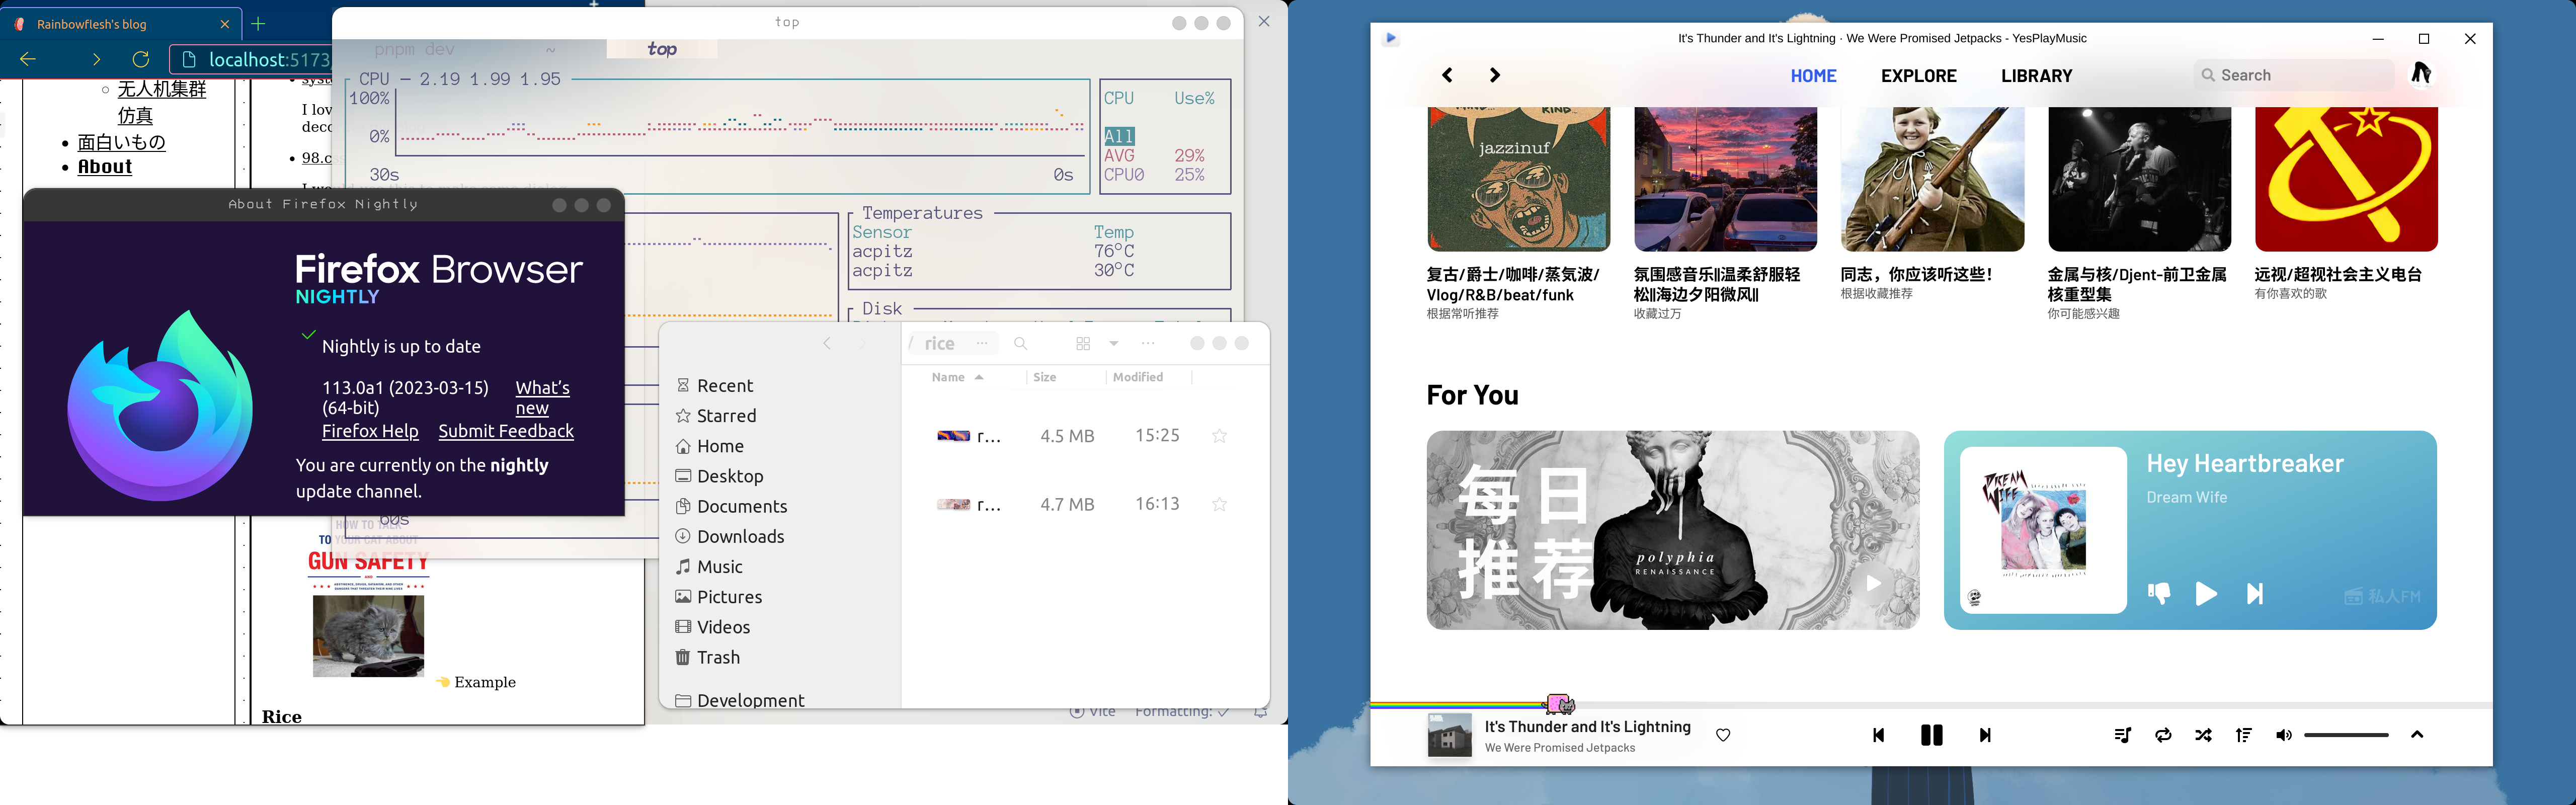 Rainbowflesh's blog
localhost:5173
无人机集群
仿真
面白いもの
About
I lov
deco
98.c
top
pnpm dev
~
top
CPU — 2.19 1.99 1.95
100%
0%
30s
0s
CPU Use%
All
AVG 29%
CPU0 25%
Temperatures
Sensor Temp
acpitz 76°C
acpitz 30°C
Disk
60s
About Firefox Nightly
Firefox Browser
NIGHTLY
Nightly is up to date
113.0a1 (2023-03-15)
(64-bit)
What's
new
Firefox Help Submit Feedback
You are currently on the nightly
update channel.
HOW TO TALK
TO YOUR CAT ABOUT
GUN SAFETY
👈 Example
Rice
/ rice ...
Recent
Starred
Home
Desktop
Documents
Downloads
Music
Pictures
Videos
Trash
Development
Name Size Modified
r... 4.5 MB 15:25
r... 4.7 MB 16:13
Vite Formatting: ✓
It's Thunder and It's Lightning · We Were Promised Jetpacks - YesPlayMusic
HOME EXPLORE LIBRARY
Search
KIND..
jazzinuf
复古/爵士/咖啡/蒸气波/
Vlog/R&B/beat/funk
根据常听推荐
氛围感音乐‖温柔舒服轻
松‖海边夕阳微风‖
收藏过万
同志，你应该听这些！
根据收藏推荐
金属与核/Djent-前卫金属
核重型集
你可能感兴趣
远视/超视社会主义电台
有你喜欢的歌
For You
每日
推荐
polyphia
RENAISSANCE
DREAM
WIFE
Hey Heartbreaker
Dream Wife
私人FM
It's Thunder and It's Lightning
We Were Promised Jetpacks